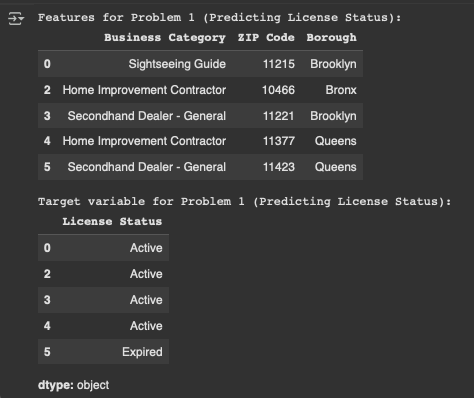 Features for Problem 1 (Predicting License Status):
Business Category ZIP Code Borough
0 Sightseeing Guide 11215 Brooklyn
2 Home Improvement Contractor 10466 Bronx
3 Secondhand Dealer - General 11221 Brooklyn
4 Home Improvement Contractor 11377 Queens
5 Secondhand Dealer - General 11423 Queens
Target variable for Problem 1 (Predicting License Status):
License Status
0 Active
2 Active
3 Active
4 Active
5 Expired
dtype: object